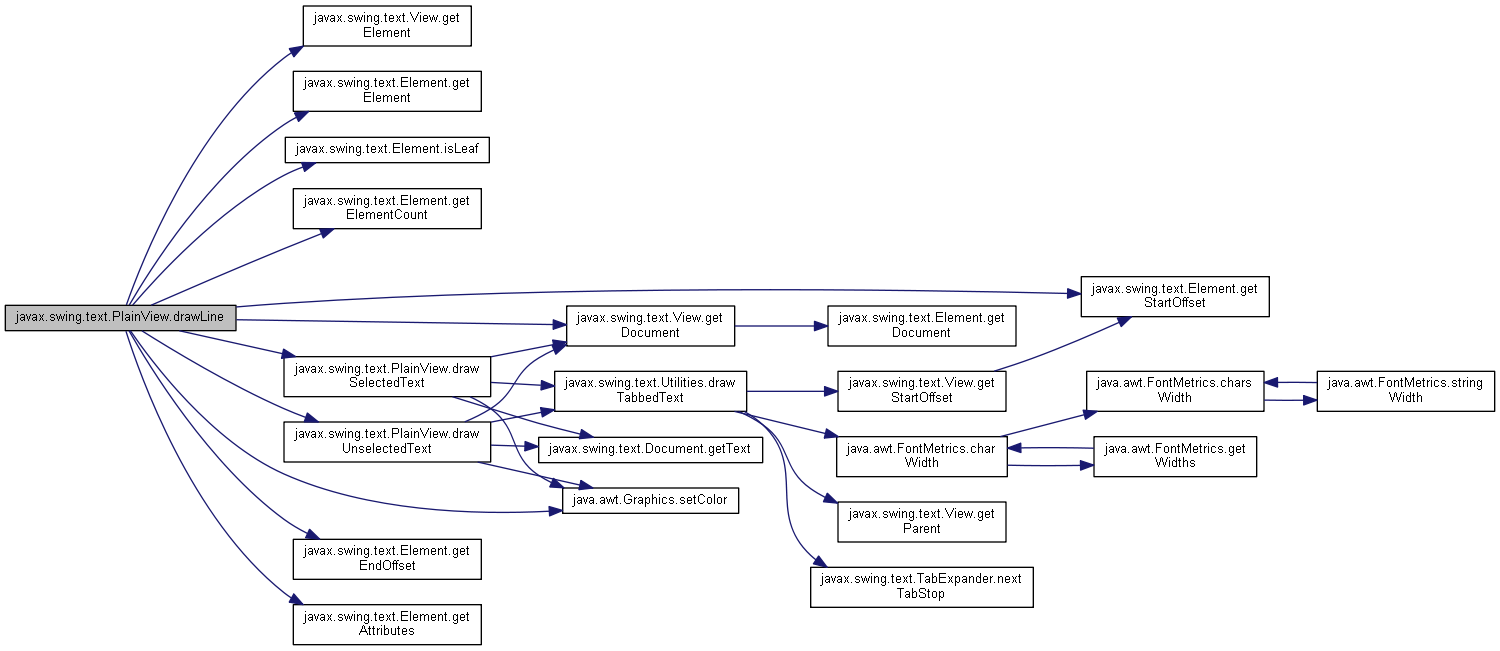 javax.swing.text.View.get
Element
javax.swing.text.Element.get
Element
javax.swing.text.Element.isLeaf
javax.swing.text.Element.get
ElementCount
javax.swing.text.Element.get
StartOffset
javax.swing.text.PlainView.drawLine
javax.swing.text.View.get
Document
javax.swing.text.Element.get
Document
javax.swing.text.PlainView.draw
SelectedText
javax.swing.text.Utilities.draw
TabbedText
javax.swing.text.View.get
StartOffset
java.awt.FontMetrics.chars
Width
java.awt.FontMetrics.string
Width
javax.swing.text.PlainView.draw
UnselectedText
javax.swing.text.Document.getText
java.awt.FontMetrics.char
Width
java.awt.FontMetrics.get
Widths
java.awt.Graphics.setColor
javax.swing.text.View.get
Parent
javax.swing.text.Element.get
EndOffset
javax.swing.text.TabExpander.next
TabStop
javax.swing.text.Element.get
Attributes